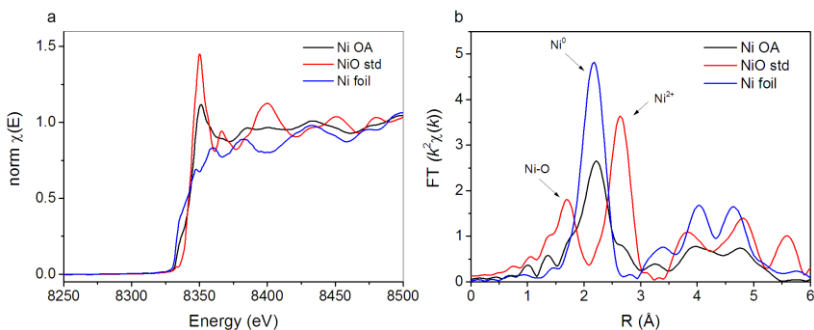 a
norm χ(E)
1.5
1.0
0.5
0.0
Ni OA
NiO std
Ni foil
8250
8300
8350
8400
8450
8500
Energy (eV)
b
FT (k²χ(k))
5
4
3
2
1
0
Ni⁰
Ni²⁺
Ni-O
Ni OA
NiO std
Ni foil
0
1
2
3
4
5
6
R (Å)